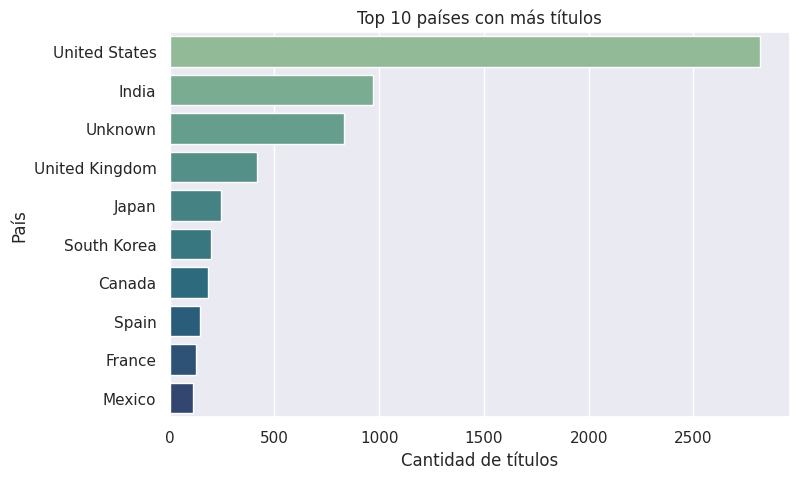 Top 10 países con más títulos
United States
India
Unknown
United Kingdom
Japan
South Korea
Canada
Spain
France
Mexico
País
0 500 1000 1500 2000 2500
Cantidad de títulos